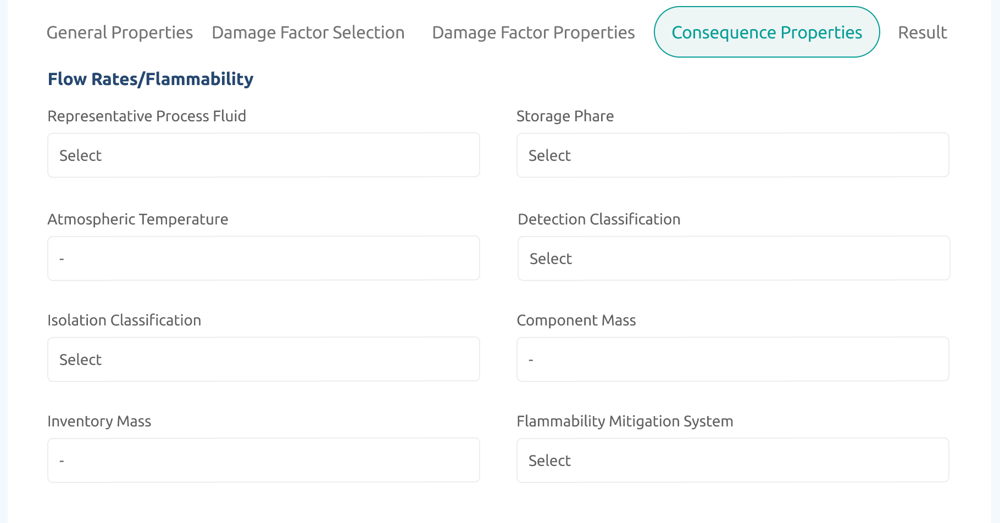 General Properties Damage Factor Selection Damage Factor Properties Consequence Properties Result
Flow Rates/Flammability
Representative Process Fluid Storage Phare
Select Select
Atmospheric Temperature Detection Classification
- Select
Isolation Classification Component Mass
Select -
Inventory Mass Flammability Mitigation System
- Select